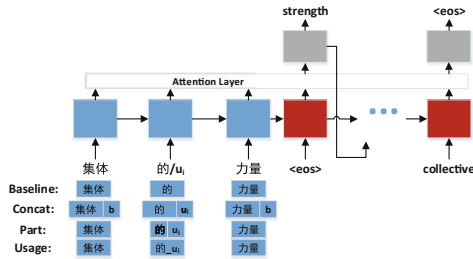 strength <eos>
Attention Layer
集体 的/uᵢ 力量 <eos> collective
Baseline: 集体 的 力量
Concat: 集体 b 的 uᵢ 力量 b
Part: 集体 的 uᵢ 力量
Usage: 集体 的_uᵢ 力量